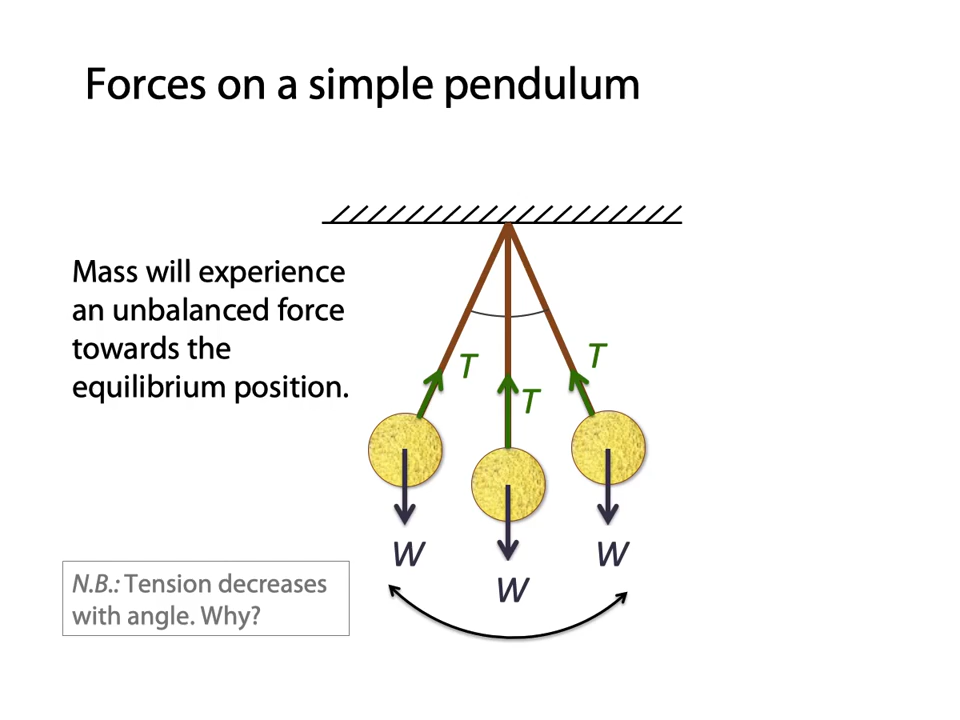 Forces on a simple pendulum
Mass will experience
an unbalanced force
towards the
equilibrium position.
T
T
T
W
W
W
N.B.: Tension decreases
with angle. Why?